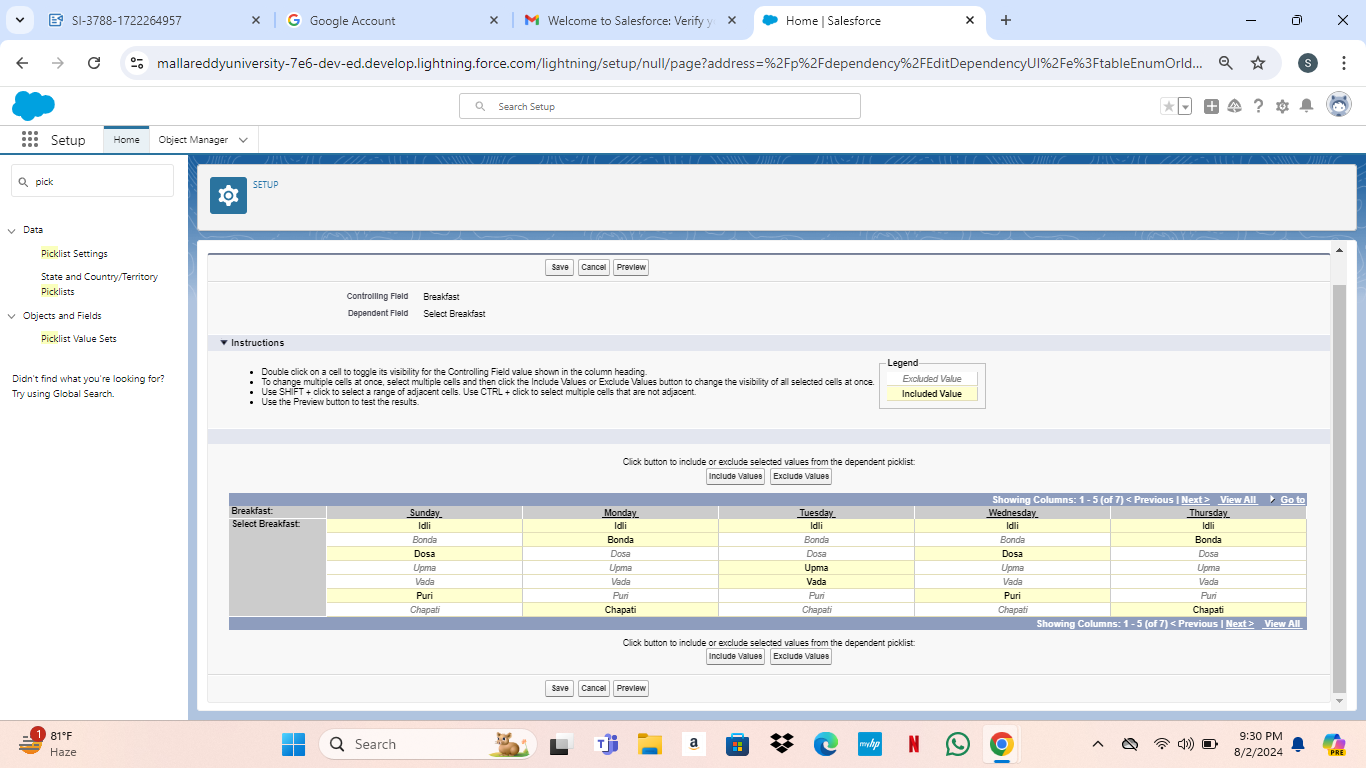 SI-3788-1722264957
Google Account
Welcome to Salesforce: Verify y
Home | Salesforce
mallareddyuniversity-7e6-dev-ed.develop.lightning.force.com/lightning/setup/null/page?address=%2Fp%2Fdependency%2FEditDependencyUI%2Fe%3FtableEnumOrId...
S
Search Setup
Setup
Home
Object Manager
pick
Data
Picklist Settings
State and Country/Territory
Picklists
Objects and Fields
Picklist Value Sets
Didn't find what you're looking for?
Try using Global Search.
SETUP
Save Cancel Preview
Controlling Field Breakfast
Dependent Field Select Breakfast
Instructions
Double click on a cell to toggle its visibility for the Controlling Field value shown in the column heading.
To change multiple cells at once, select multiple cells and then click the Include Values or Exclude Values button to change the visibility of all selected cells at once.
Use SHIFT + click to select a range of adjacent cells. Use CTRL + click to select multiple cells that are not adjacent.
Use the Preview button to test the results.
Legend
Excluded Value
Included Value
Click button to include or exclude selected values from the dependent picklist:
Include Values Exclude Values
Showing Columns: 1 - 5 (of 7) < Previous | Next > View All Go to
Breakfast: Sunday Monday Tuesday Wednesday Thursday
Select Breakfast: Idli Idli Idli Idli Idli
Bonda Bonda Bonda Bonda Bonda
Dosa Dosa Dosa Dosa Dosa
Upma Upma Upma Upma Upma
Vada Vada Vada Vada Vada
Puri Puri Puri Puri Puri
Chapati Chapati Chapati Chapati Chapati
Showing Columns: 1 - 5 (of 7) < Previous | Next > View All
Click button to include or exclude selected values from the dependent picklist:
Include Values Exclude Values
Save Cancel Preview
1
81°F
Haze
Search
a
myhp
N
9:30 PM
8/2/2024
PRE